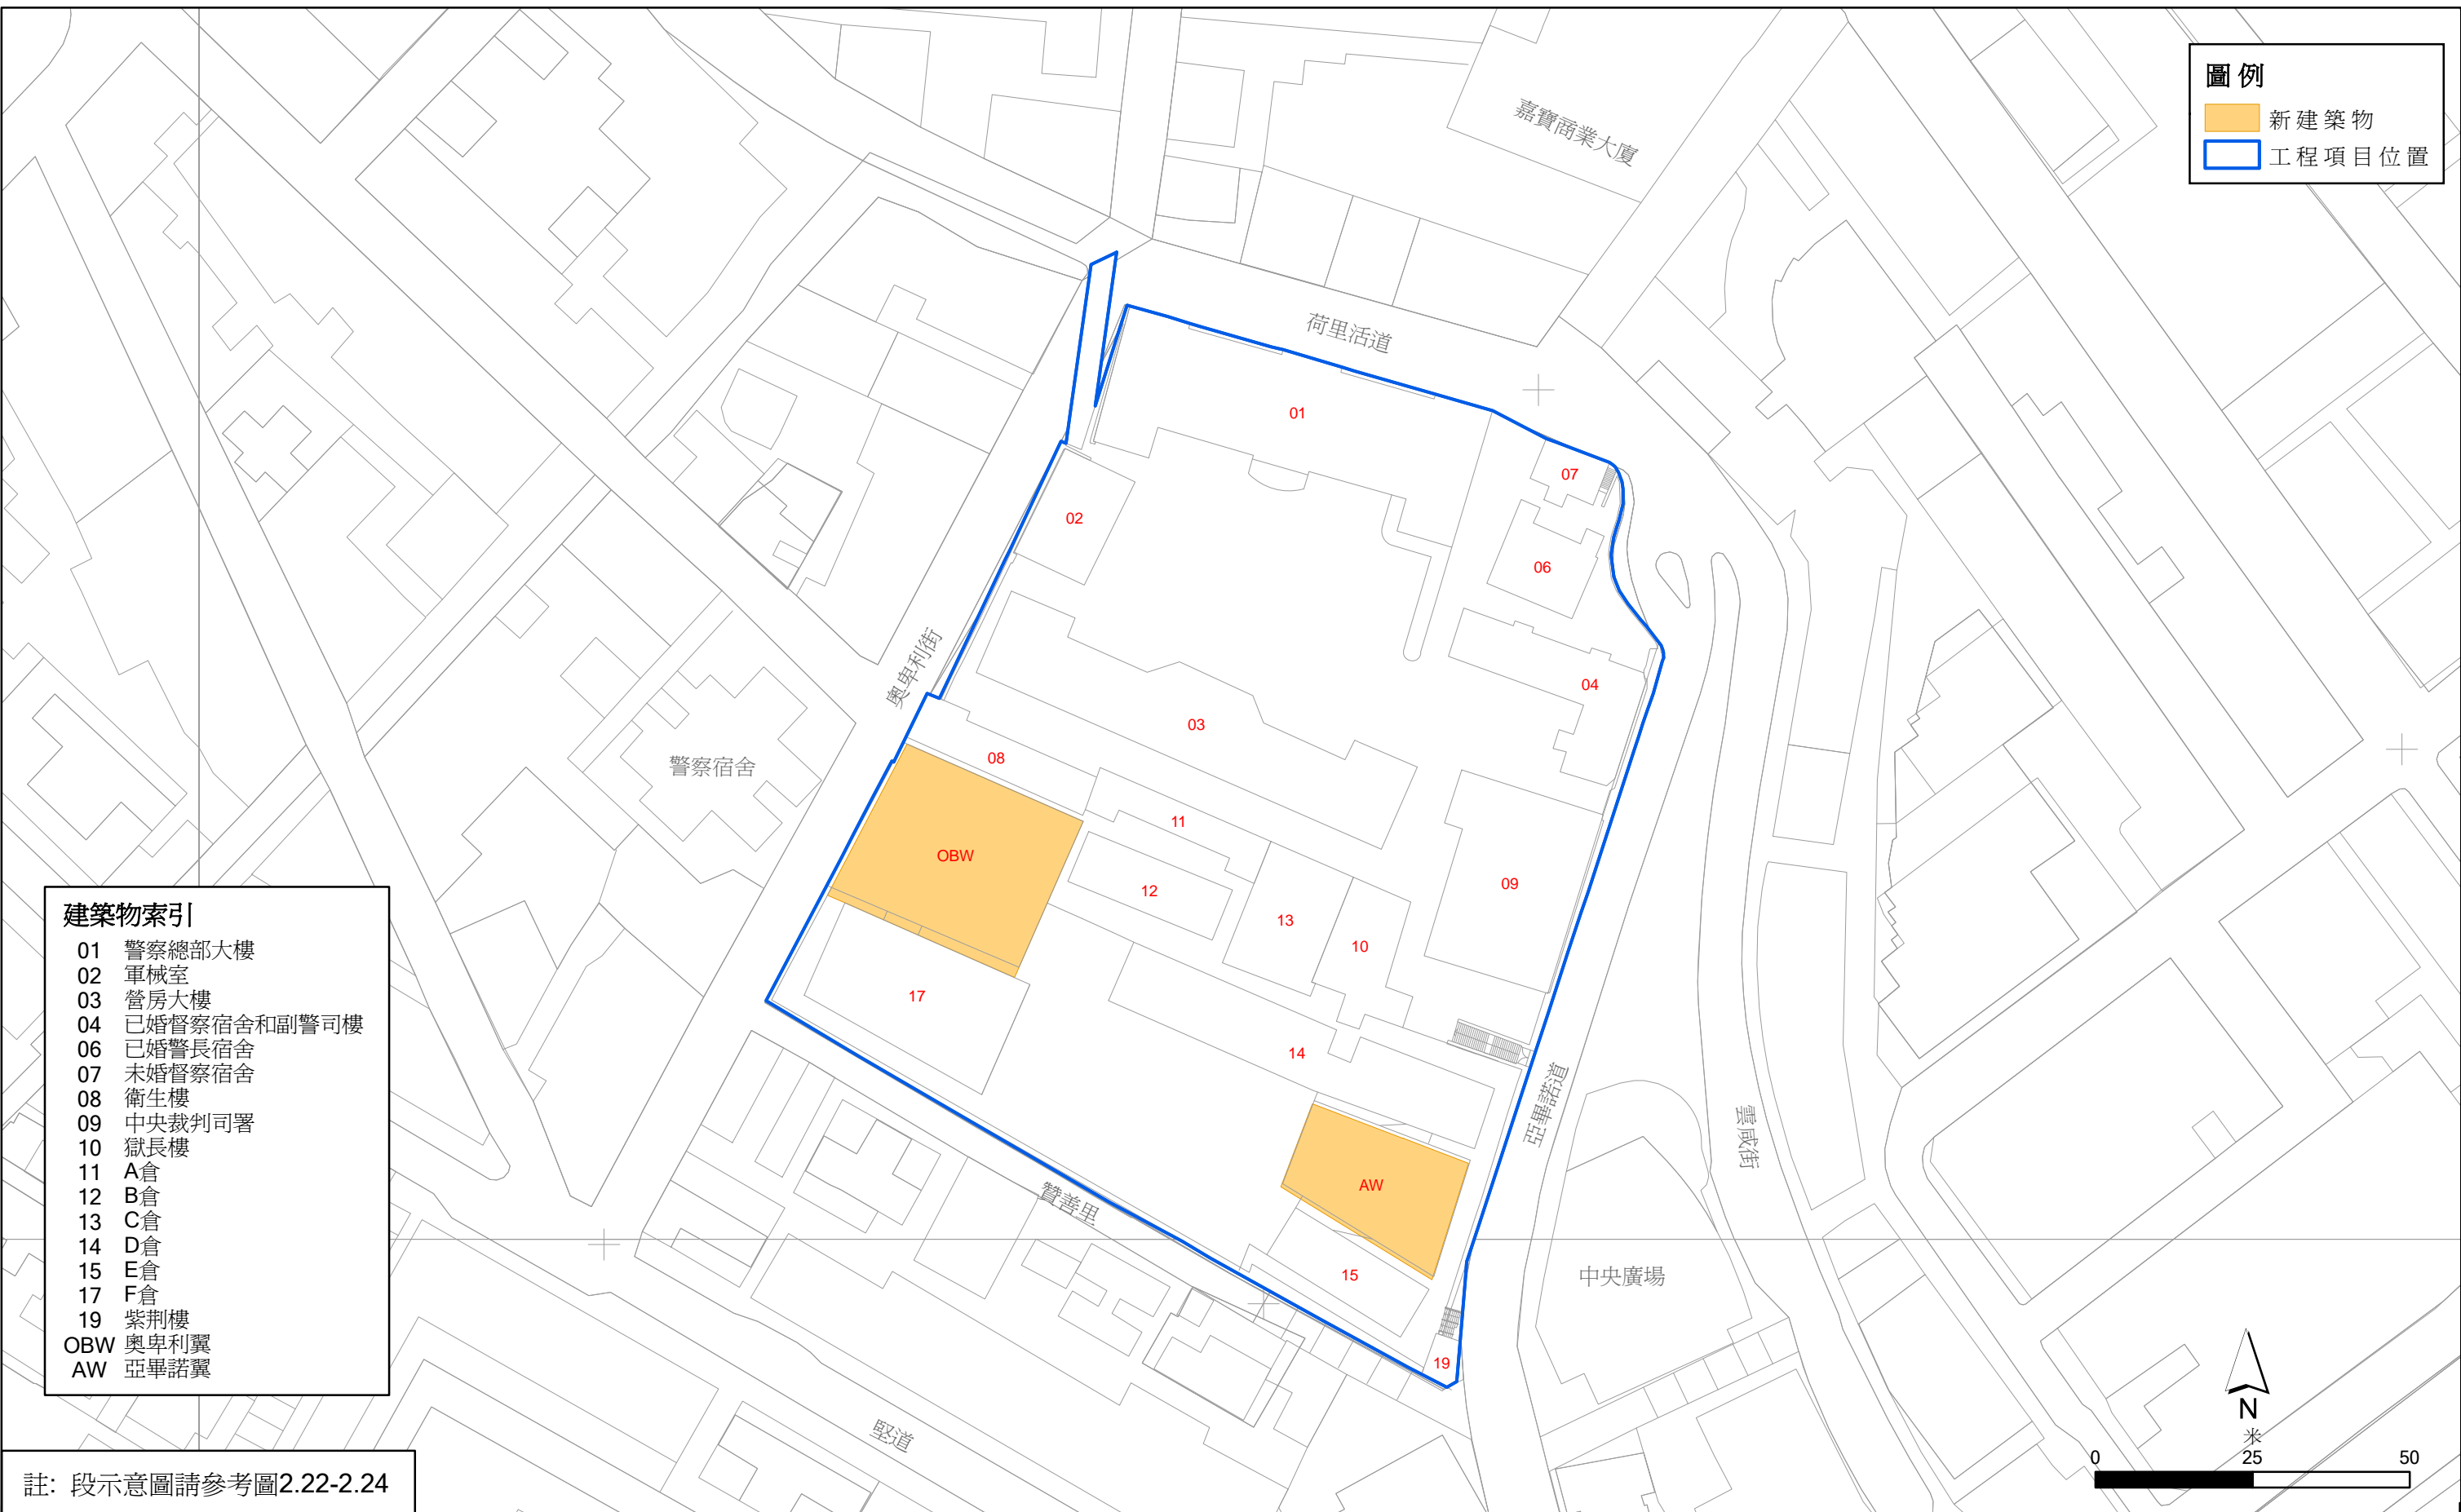 圖例
新建築物
工程項目位置
嘉寶商業大廈
荷里活道
01
07
02
06
奧卑利街
04
03
警察宿舍
08
11
OBW
12
09
13
10
17
14
亞畢諾道
雲咸街
AW
贊善里
15
中央廣場
19
堅道
建築物索引
01 警察總部大樓
02 軍械室
03 營房大樓
04 已婚督察宿舍和副警司樓
06 已婚警長宿舍
07 未婚督察宿舍
08 衛生樓
09 中央裁判司署
10 獄長樓
11 A倉
12 B倉
13 C倉
14 D倉
15 E倉
17 F倉
19 紫荆樓
OBW 奧卑利翼
AW 亞畢諾翼
註: 段示意圖請參考圖2.22-2.24
N
米
0 25 50